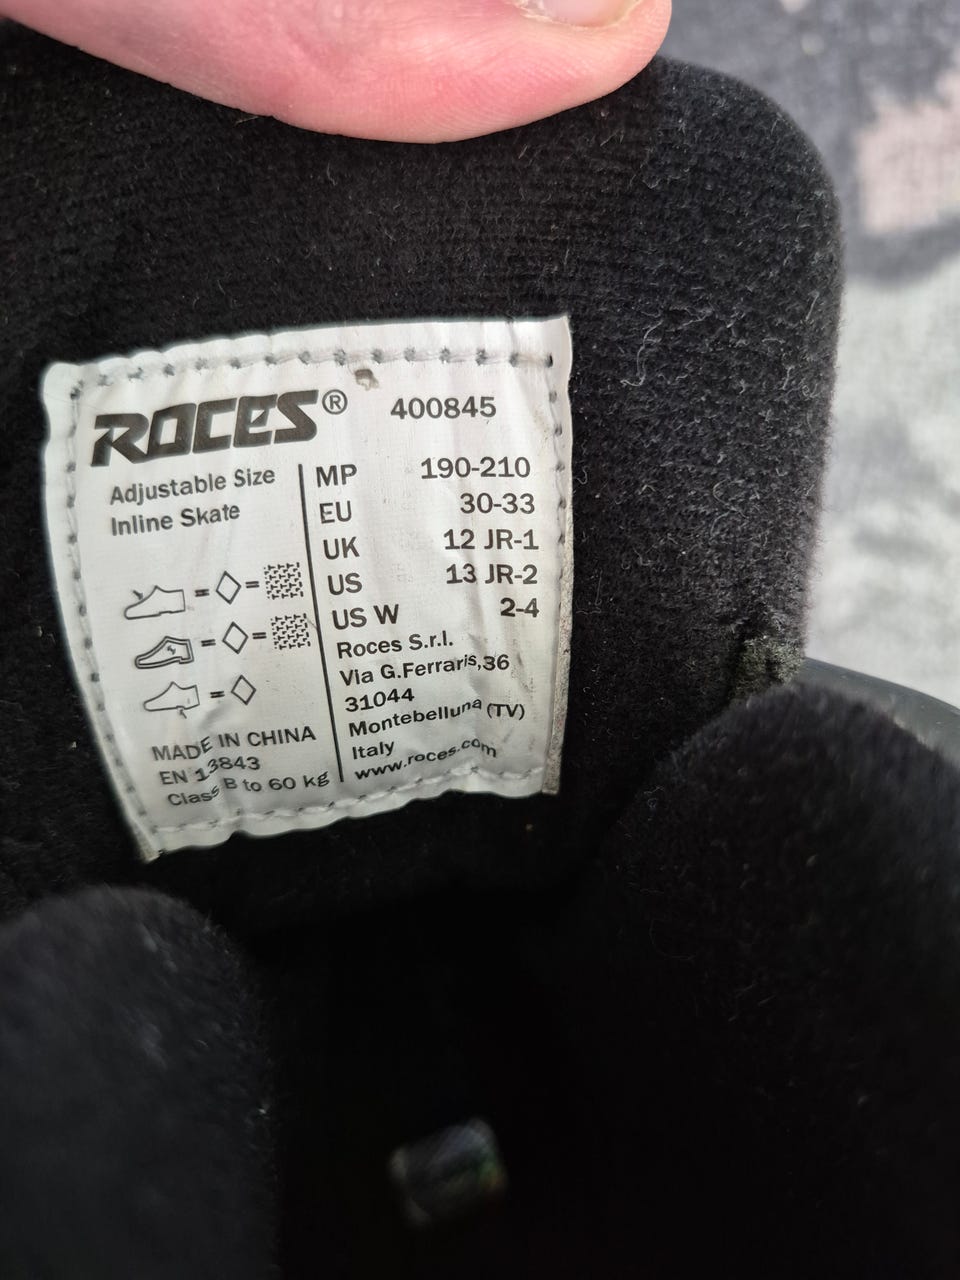 ROCES® 400845
Adjustable Size
Inline Skate
MP 190-210
EU 30-33
UK 12 JR-1
US 13 JR-2
US W 2-4
Roces S.r.l.
Via G.Ferraris,36
31044
Montebelluna (TV)
Italy
www.roces.com
= =
= =
=
MADE IN CHINA
EN 13843
Class B to 60 kg